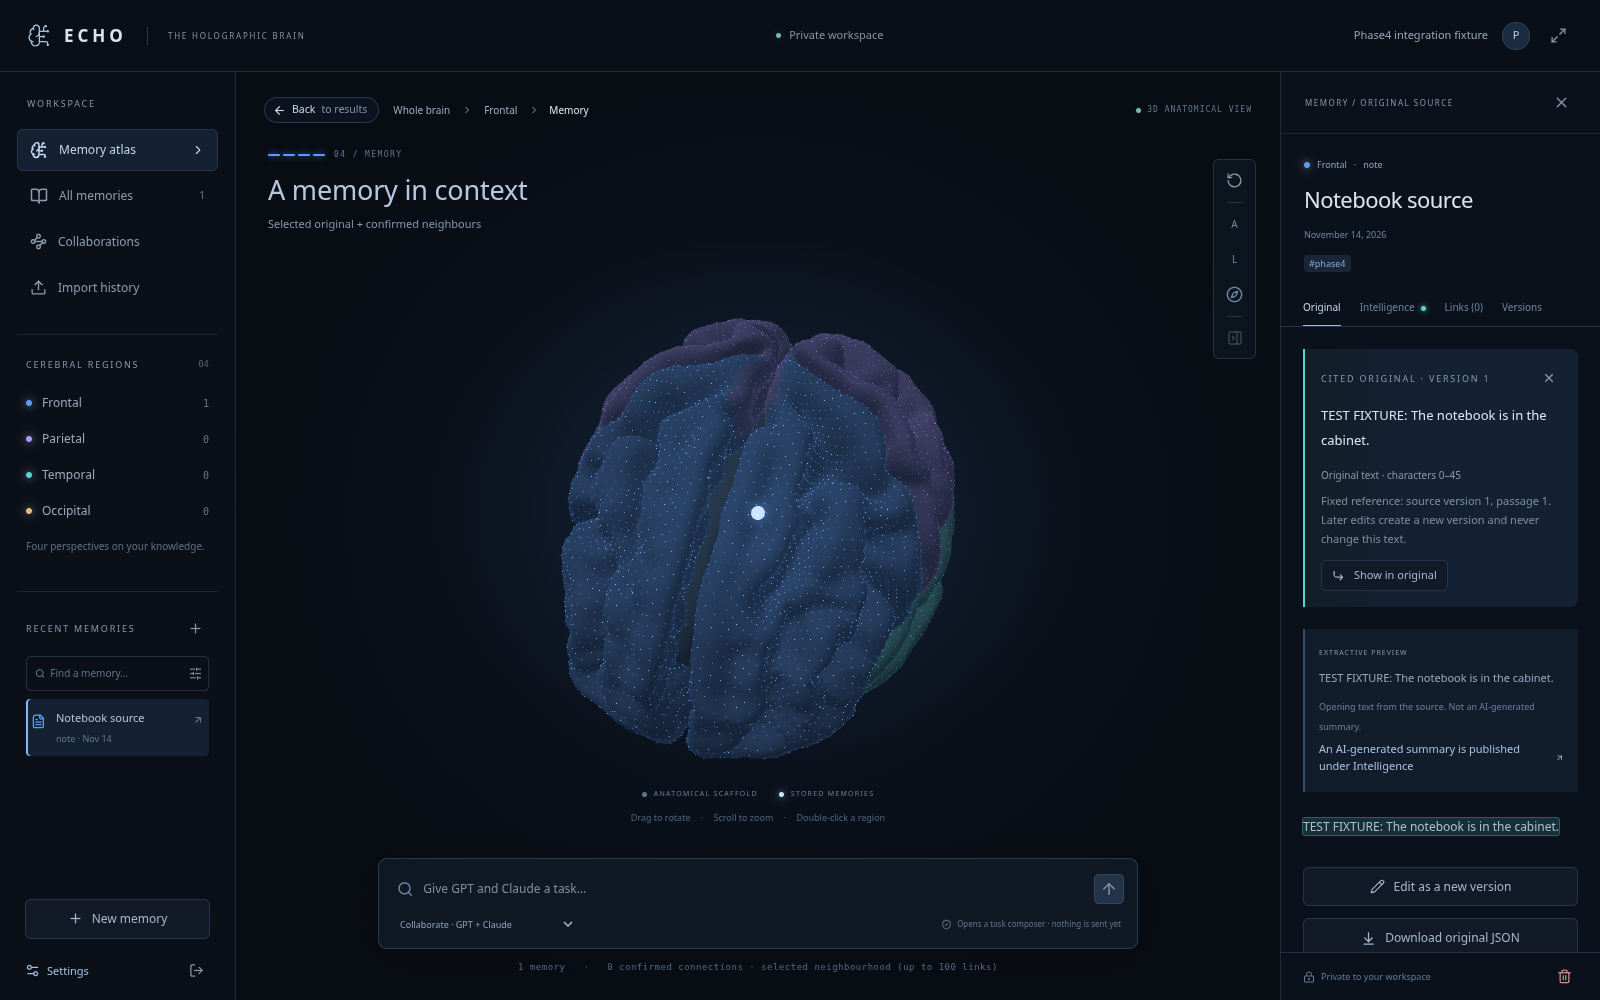 ECHO
THE HOLOGRAPHIC BRAIN
Private workspace
Phase4 integration fixture
P
WORKSPACE
Memory atlas
All memories 1
Collaborations
Import history
CEREBRAL REGIONS 04
Frontal 1
Parietal 0
Temporal 0
Occipital 0
Four perspectives on your knowledge.
RECENT MEMORIES
Find a memory...
Notebook source
note · Nov 14
New memory
Settings
Back to results
Whole brain
Frontal
Memory
3D ANATOMICAL VIEW
04 / MEMORY
A memory in context
Selected original + confirmed neighbours
A
L
ANATOMICAL SCAFFOLD
STORED MEMORIES
Drag to rotate · Scroll to zoom · Double-click a region
Give GPT and Claude a task...
Collaborate · GPT + Claude
Opens a task composer · nothing is sent yet
1 memory · 0 confirmed connections · selected neighbourhood (up to 100 links)
MEMORY / ORIGINAL SOURCE
Frontal · note
Notebook source
November 14, 2026
#phase4
Original
Intelligence
Links (0)
Versions
CITED ORIGINAL · VERSION 1
TEST FIXTURE: The notebook is in the
cabinet.
Original text · characters 0–45
Fixed reference: source version 1, passage 1.
Later edits create a new version and never
change this text.
Show in original
EXTRACTIVE PREVIEW
TEST FIXTURE: The notebook is in the cabinet.
Opening text from the source. Not an AI-generated
summary.
An AI-generated summary is published
under Intelligence
TEST FIXTURE: The notebook is in the cabinet.
Edit as a new version
Download original JSON
Private to your workspace